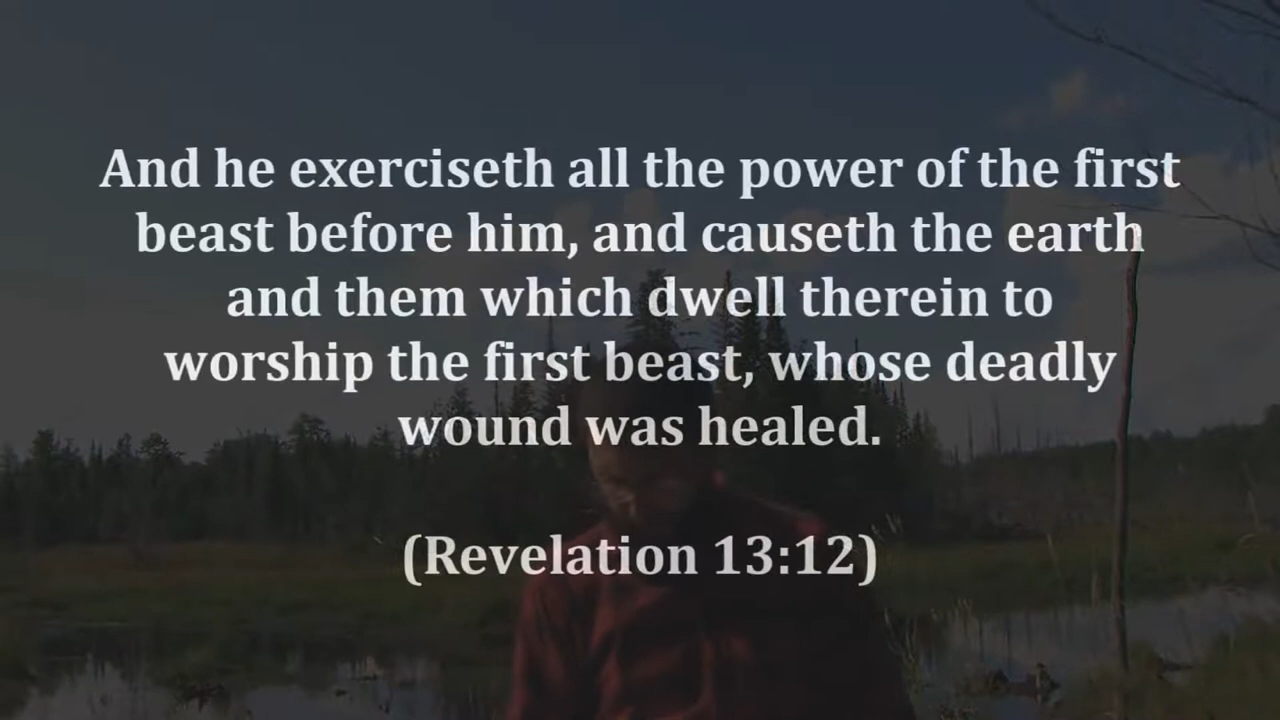 And he exerciseth all the power of the first
beast before him, and causeth the earth
and them which dwell therein to
worship the first beast, whose deadly
wound was healed.
(Revelation 13:12)